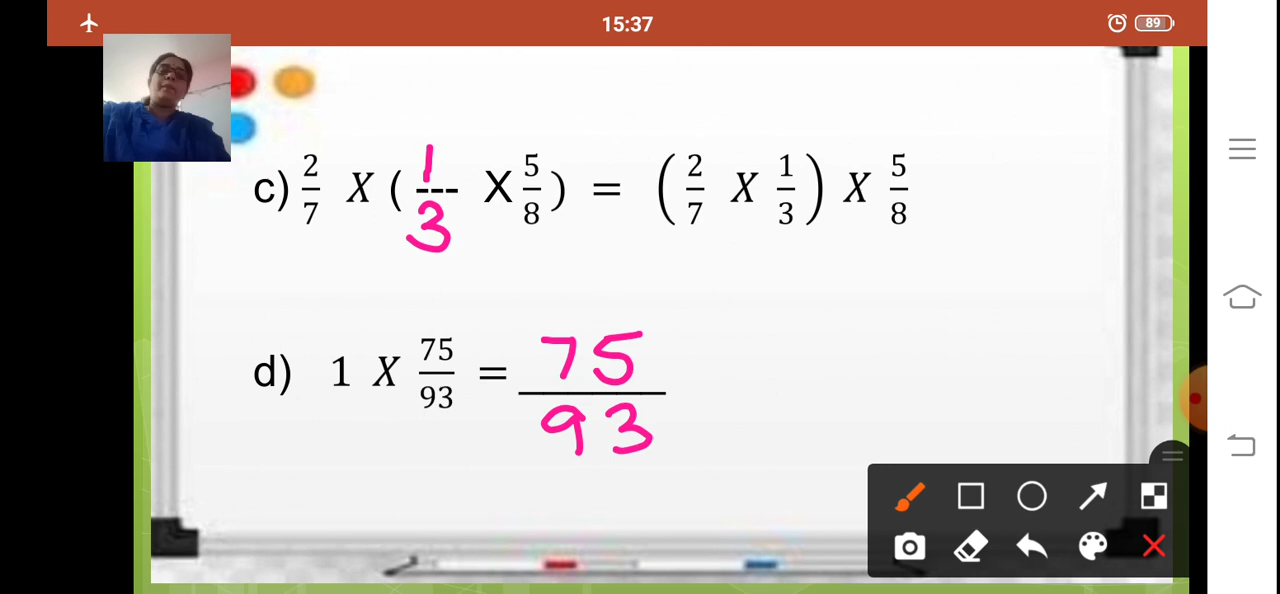 15:37
89
c) 2/7 X ( 1/3 X 5/8 ) = ( 2/7 X 1/3 ) X 5/8
d) 1 X 75/93 = 75/93